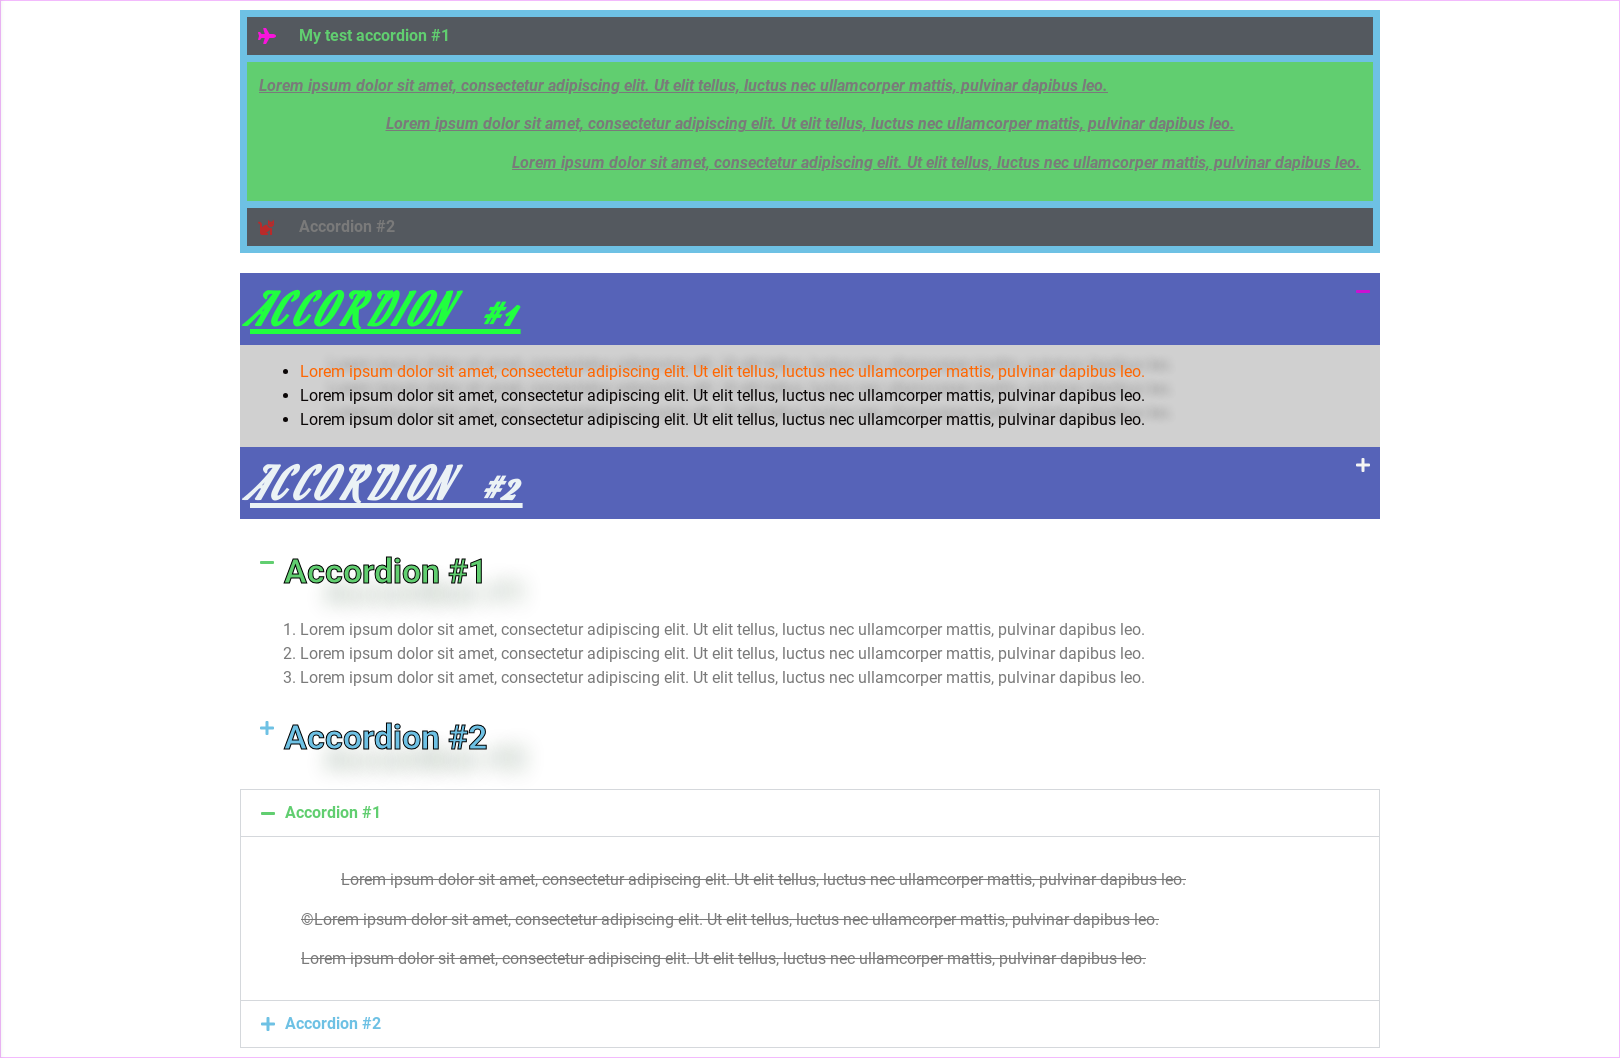 My test accordion #1
Lorem ipsum dolor sit amet, consectetur adipiscing elit. Ut elit tellus, luctus nec ullamcorper mattis, pulvinar dapibus leo.
Lorem ipsum dolor sit amet, consectetur adipiscing elit. Ut elit tellus, luctus nec ullamcorper mattis, pulvinar dapibus leo.
Lorem ipsum dolor sit amet, consectetur adipiscing elit. Ut elit tellus, luctus nec ullamcorper mattis, pulvinar dapibus leo.
Accordion #2
ACCORDION #1
• Lorem ipsum dolor sit amet, consectetur adipiscing elit. Ut elit tellus, luctus nec ullamcorper mattis, pulvinar dapibus leo.
• Lorem ipsum dolor sit amet, consectetur adipiscing elit. Ut elit tellus, luctus nec ullamcorper mattis, pulvinar dapibus leo.
• Lorem ipsum dolor sit amet, consectetur adipiscing elit. Ut elit tellus, luctus nec ullamcorper mattis, pulvinar dapibus leo.
ACCORDION #2
Accordion #1
1. Lorem ipsum dolor sit amet, consectetur adipiscing elit. Ut elit tellus, luctus nec ullamcorper mattis, pulvinar dapibus leo.
2. Lorem ipsum dolor sit amet, consectetur adipiscing elit. Ut elit tellus, luctus nec ullamcorper mattis, pulvinar dapibus leo.
3. Lorem ipsum dolor sit amet, consectetur adipiscing elit. Ut elit tellus, luctus nec ullamcorper mattis, pulvinar dapibus leo.
Accordion #2
Accordion #1
Lorem ipsum dolor sit amet, consectetur adipiscing elit. Ut elit tellus, luctus nec ullamcorper mattis, pulvinar dapibus leo.
©Lorem ipsum dolor sit amet, consectetur adipiscing elit. Ut elit tellus, luctus nec ullamcorper mattis, pulvinar dapibus leo.
Lorem ipsum dolor sit amet, consectetur adipiscing elit. Ut elit tellus, luctus nec ullamcorper mattis, pulvinar dapibus leo.
Accordion #2